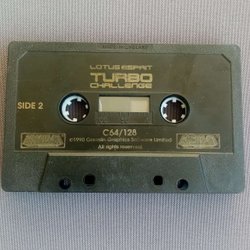 LOTUS ESPRIT
TURBO
CHALLENGE
SIDE 2
C64/128
©1990 Gremlin Graphics Software Limited
All rights reserved.